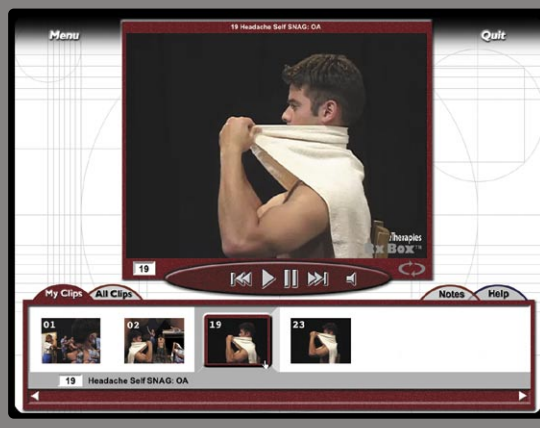 19 Headache Self SNAG: OA
Menu
Quit
Therapies
Rx Box™
19
My Clips
All Clips
Notes
Help
01
02
19
23
19 Headache Self SNAG: OA